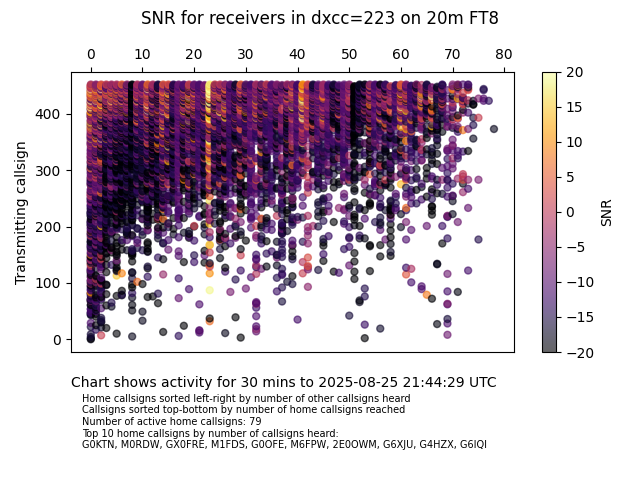 SNR for receivers in dxcc=223 on 20m FT8
0 10 20 30 40 50 60 70 80
400
300
200
100
0
Transmitting callsign
20
15
10
5
0
−5
−10
−15
−20
SNR
Chart shows activity for 30 mins to 2025-08-25 21:44:29 UTC
Home callsigns sorted left-right by number of other callsigns heard
Callsigns sorted top-bottom by number of home callsigns reached
Number of active home callsigns: 79
Top 10 home callsigns by number of callsigns heard:
G0KTN, M0RDW, GX0FRE, M1FDS, G0OFE, M6FPW, 2E0OWM, G6XJU, G4HZX, G6IQI